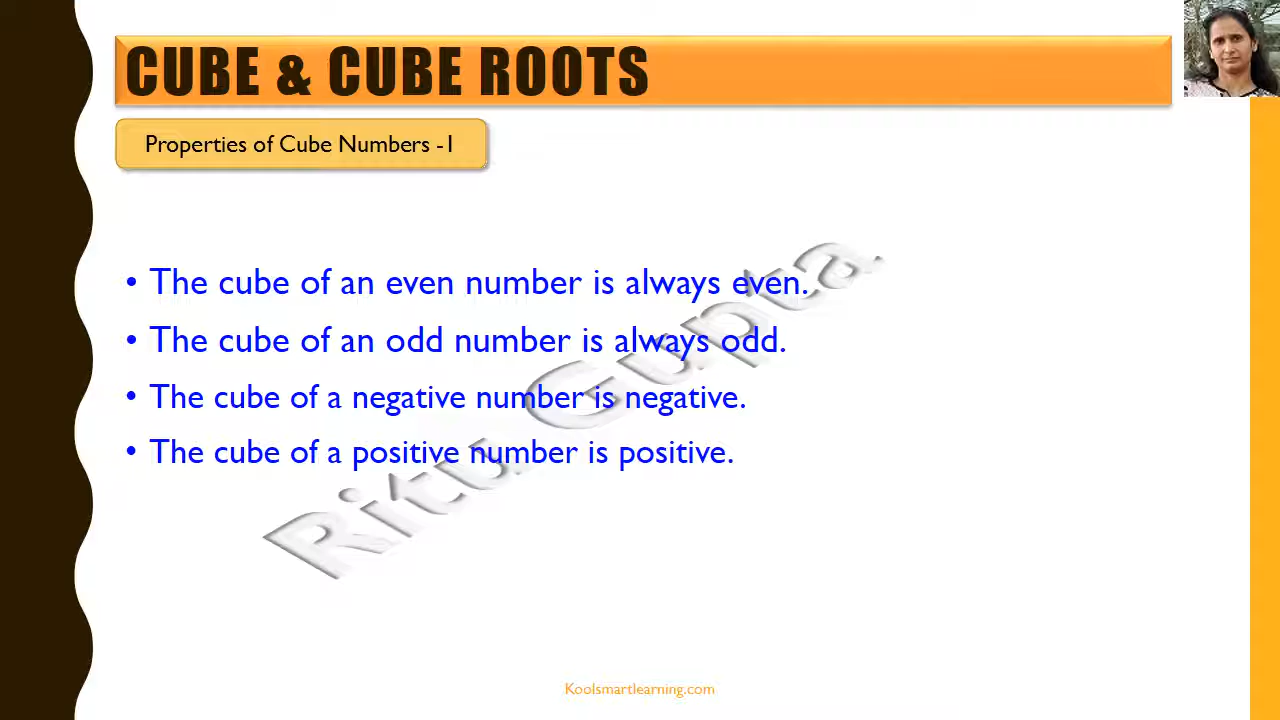 CUBE & CUBE ROOTS
Properties of Cube Numbers -1
• The cube of an even number is always even.
• The cube of an odd number is always odd.
• The cube of a negative number is negative.
• The cube of a positive number is positive.
Ritu Gupta
Koolsmartlearning.com